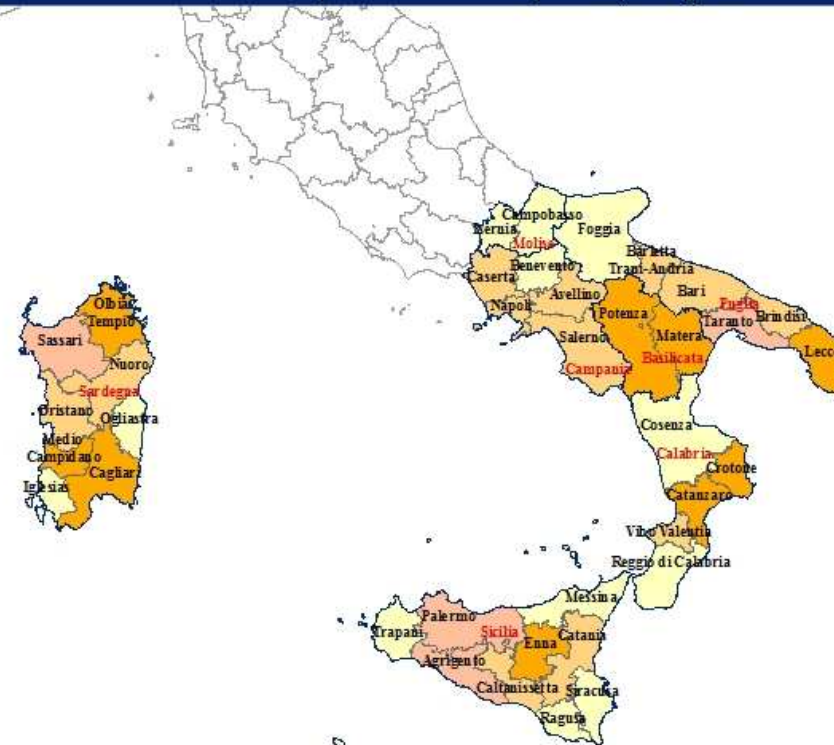 Campobasso
Isernia
Molise
Foggia
Benevento
Caserta
Barletta
Trani-Andria
Avellino
Bari
Napoli
Puglia
Potenza
Taranto
Brindisi
Salerno
Matera
Lecce
Basilicata
Campania
Olbia
Tempio
Sassari
Nuoro
Sardegna
Oristano
Ogliastra
Medio
Campidano
Cagliari
Iglesias
Cosenza
Calabria
Crotone
Catanzaro
Vibo Valentia
Reggio di Calabria
Messina
Palermo
Trapani
Sicilia
Catania
Enna
Agrigento
Caltanissetta
Siracusa
Ragusa